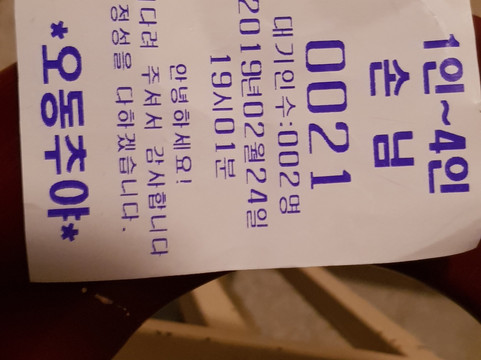 1인~4인
손님
0021
대기인수:002명
2019년02월24일
19시01분
안녕하세요!
다려 주셔서 감사합니다
정성을 다하겠습니다.
*오동추야*